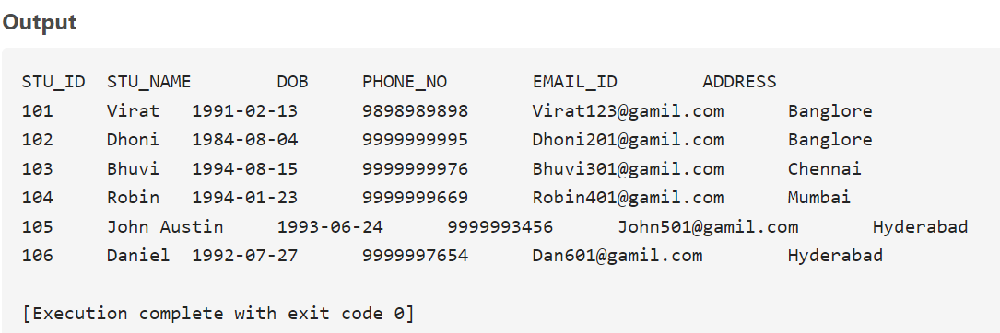 Output
STU_ID STU_NAME DOB PHONE_NO EMAIL_ID ADDRESS
101 Virat 1991-02-13 9898989898 Virat123@gamil.com Banglore
102 Dhoni 1984-08-04 9999999995 Dhoni201@gamil.com Banglore
103 Bhuvi 1994-08-15 9999999976 Bhuvi301@gamil.com Chennai
104 Robin 1994-01-23 9999999669 Robin401@gamil.com Mumbai
105 John Austin 1993-06-24 9999993456 John501@gamil.com Hyderabad
106 Daniel 1992-07-27 9999997654 Dan601@gamil.com Hyderabad
[Execution complete with exit code 0]